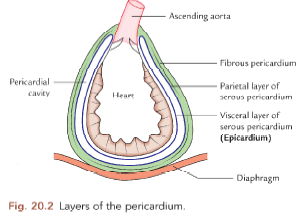 Ascending aorta
Fibrous pericardium
Pericardial
cavity
Heart
Parietal layer of
serous pericardium
Visceral layer of
serous pericardium
(Epicardium)
Diaphragm
Fig. 20.2 Layers of the pericardium.